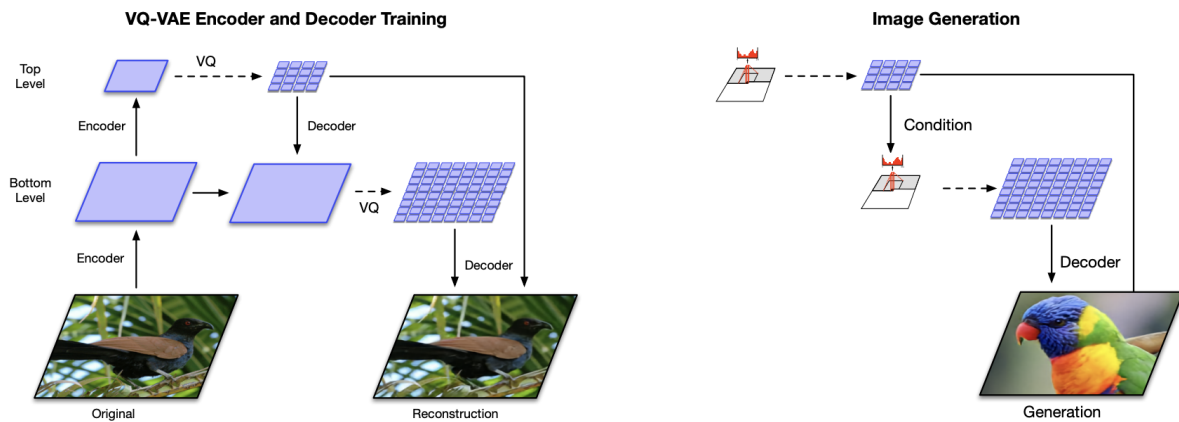 VQ-VAE Encoder and Decoder Training
Top
Level
VQ
Encoder
Decoder
Bottom
Level
VQ
Encoder
Decoder
Original
Reconstruction
Image Generation
Condition
Decoder
Generation